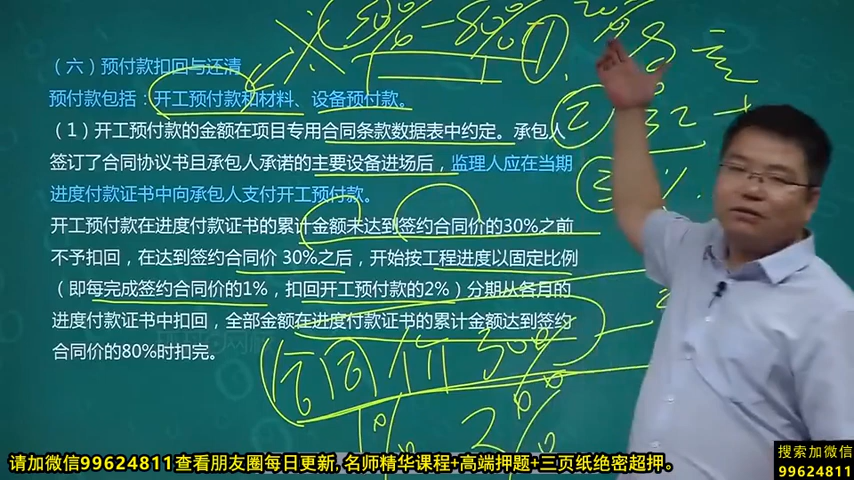 30%-80% ①
（六）预付款扣回与还清
预付款包括：开工预付款和材料、设备预付款。
②
（1）开工预付款的金额在项目专用合同条款数据表中约定。承包人
签订了合同协议书且承包人承诺的主要设备进场后，监理人应在当期
③
进度付款证书中向承包人支付开工预付款。
开工预付款在进度付款证书的累计金额未达到签约合同价的30%之前
不予扣回，在达到签约合同价 30%之后，开始按工程进度以固定比例
（即每完成签约合同价的1%，扣回开工预付款的2%）分期从各月的
进度付款证书中扣回，全部金额在进度付款证书的累计金额达到签约
合同价的80%时扣完。
30%
1% 2%
搜索加微信
99624811
请加微信99624811查看朋友圈每日更新,名师精华课程+高端押题+三页纸绝密超押。